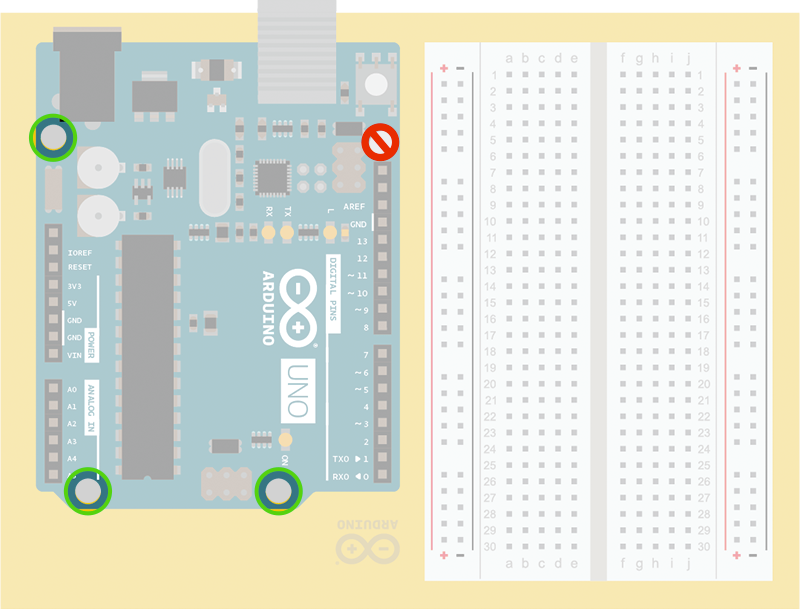 a b c d e
f g h i j
+ −
+ −
1 1
2 2
3 3
4 4
5 5
6 6
7 7
8 8
9 9
10 10
11 11
12 12
13 13
14 14
15 15
16 16
17 17
18 18
19 19
20 20
21 21
22 22
23 23
24 24
25 25
26 26
27 27
28 28
29 29
30 30
+ −
+ −
a b c d e
f g h i j
RX
TX
L
AREF
GND
13
12
~ 11
~ 10
~ 9
8
7
~ 6
~ 5
4
~ 3
2
TX0 ▶ 1
RX0 ◀ 0
DIGITAL PINS
ARDUINO
UNO
ON
IOREF
RESET
3V3
5V
GND
GND
VIN
POWER
A0
A1
A2
A3
A4
ANALOG IN
ARDUINO